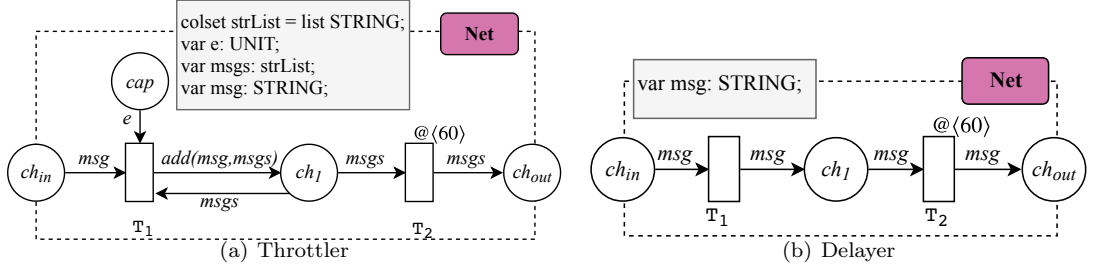 colset strList = list STRING;
var e: UNIT;
var msgs: strList;
var msg: STRING;
Net
cap
e
@⟨60⟩
ch_in
msg
add(msg,msgs)
ch_1
msgs
msgs
ch_out
msgs
T_1
T_2
(a) Throttler
var msg: STRING;
Net
@⟨60⟩
ch_in
msg
msg
ch_1
msg
msg
ch_out
T_1
T_2
(b) Delayer